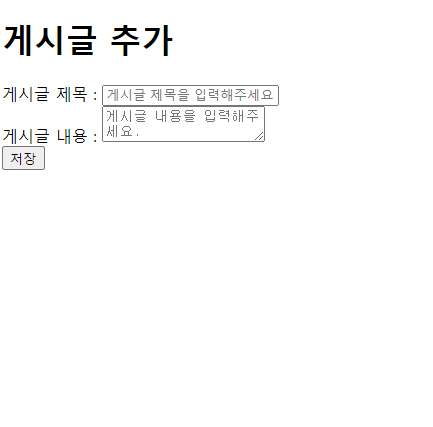 게시글 추가
게시글 제목 : 게시글 제목을 입력해주세요
게시글 내용 : 게시글 내용을 입력해주
세요.
저장